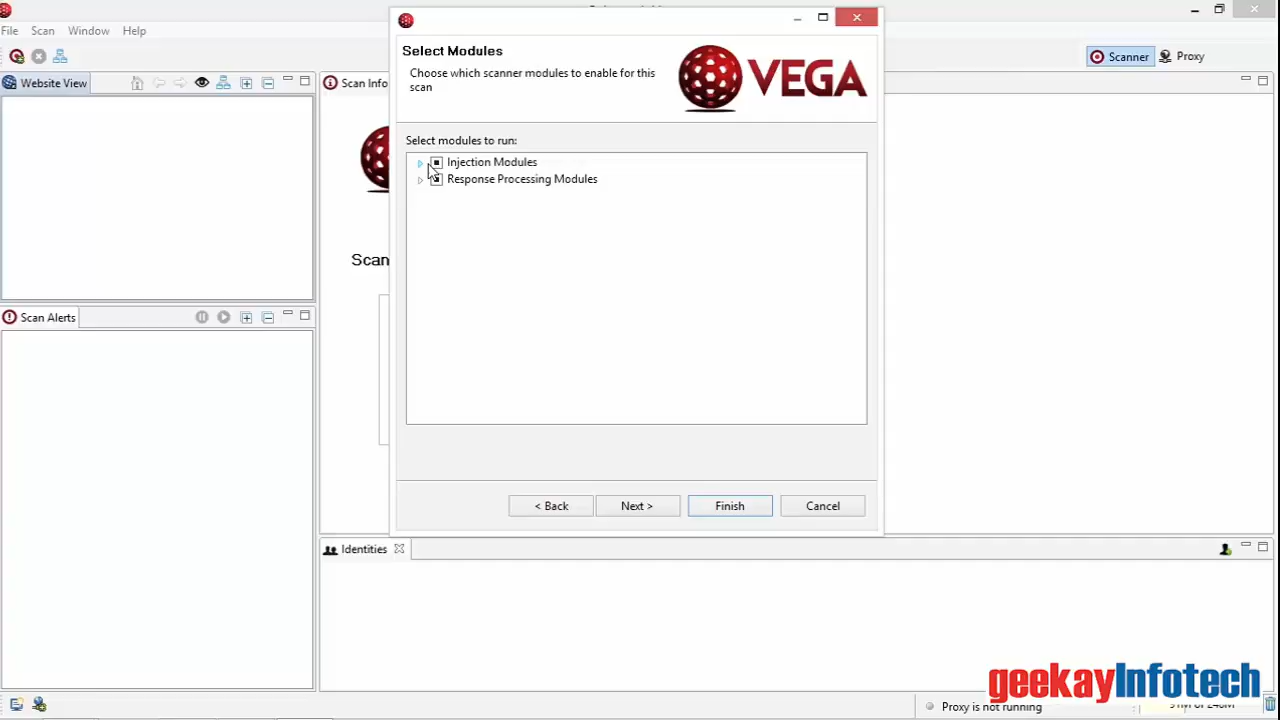 File Scan Window Help
Scanner Proxy
Website View
Scan Info
Select Modules
Choose which scanner modules to enable for this
scan
VEGA
Select modules to run:
Injection Modules
Response Processing Modules
Scan
Scan Alerts
< Back Next > Finish Cancel
Identities
geekayInfotech
Proxy is not running